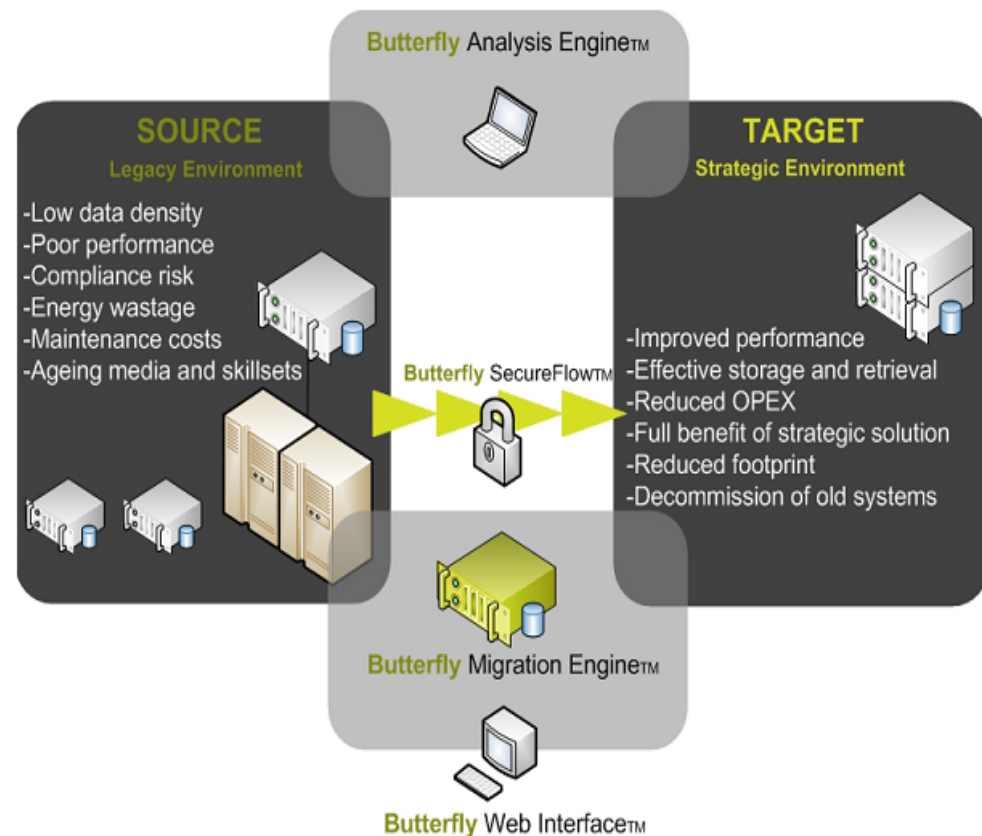 Butterfly Analysis Engine™
SOURCE
Legacy Environment
-Low data density
-Poor performance
-Compliance risk
-Energy wastage
-Maintenance costs
-Ageing media and skillsets
Butterfly SecureFlow™
TARGET
Strategic Environment
-Improved performance
-Effective storage and retrieval
-Reduced OPEX
-Full benefit of strategic solution
-Reduced footprint
-Decommission of old systems
Butterfly Migration Engine™
Butterfly Web Interface™